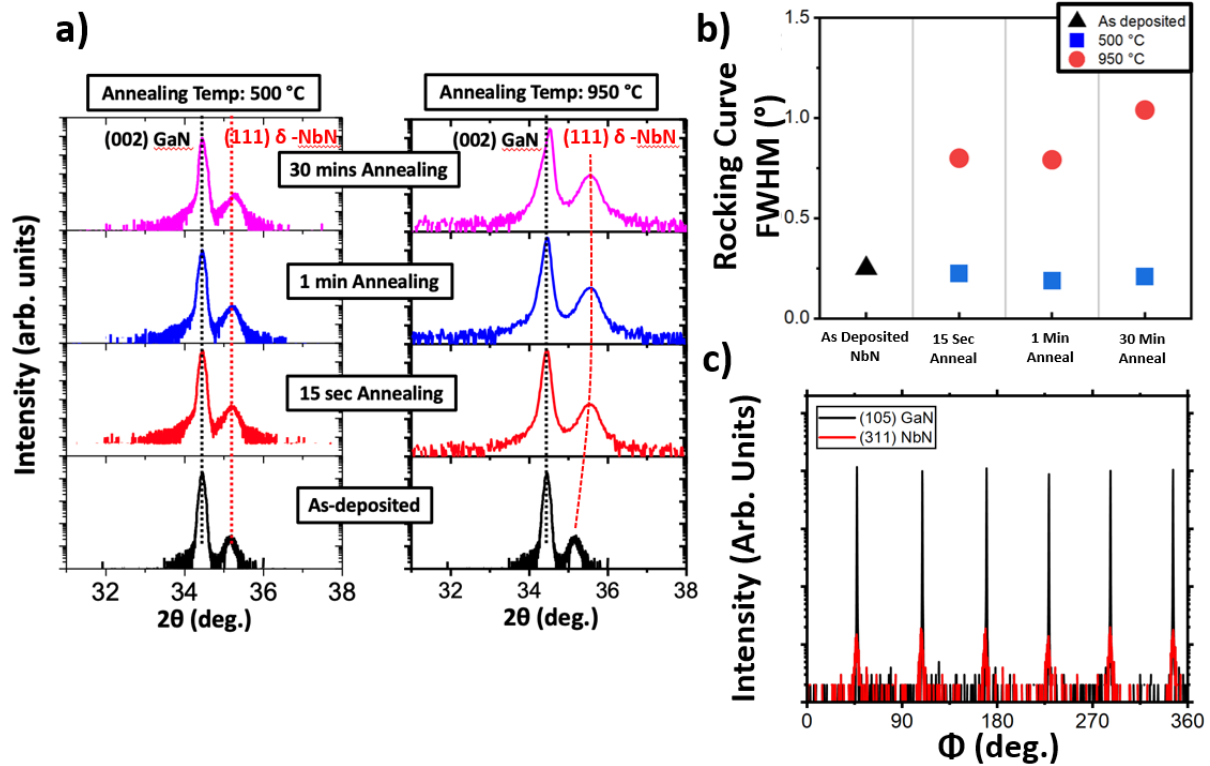 a)
Annealing Temp: 500 °C
Annealing Temp: 950 °C
(002) GaN
(111) δ -NbN
(002) GaN
(111) δ -NbN
30 mins Annealing
1 min Annealing
15 sec Annealing
As-deposited
Intensity (arb. units)
32
34
36
38
32
34
36
38
2θ (deg.)
2θ (deg.)
b)
Rocking Curve
FWHM (°)
1.5
1.0
0.5
0.0
As deposited
500 °C
950 °C
As Deposited
NbN
15 Sec
Anneal
1 Min
Anneal
30 Min
Anneal
c)
(105) GaN
(311) NbN
Intensity (Arb. Units)
0
90
180
270
360
Φ (deg.)